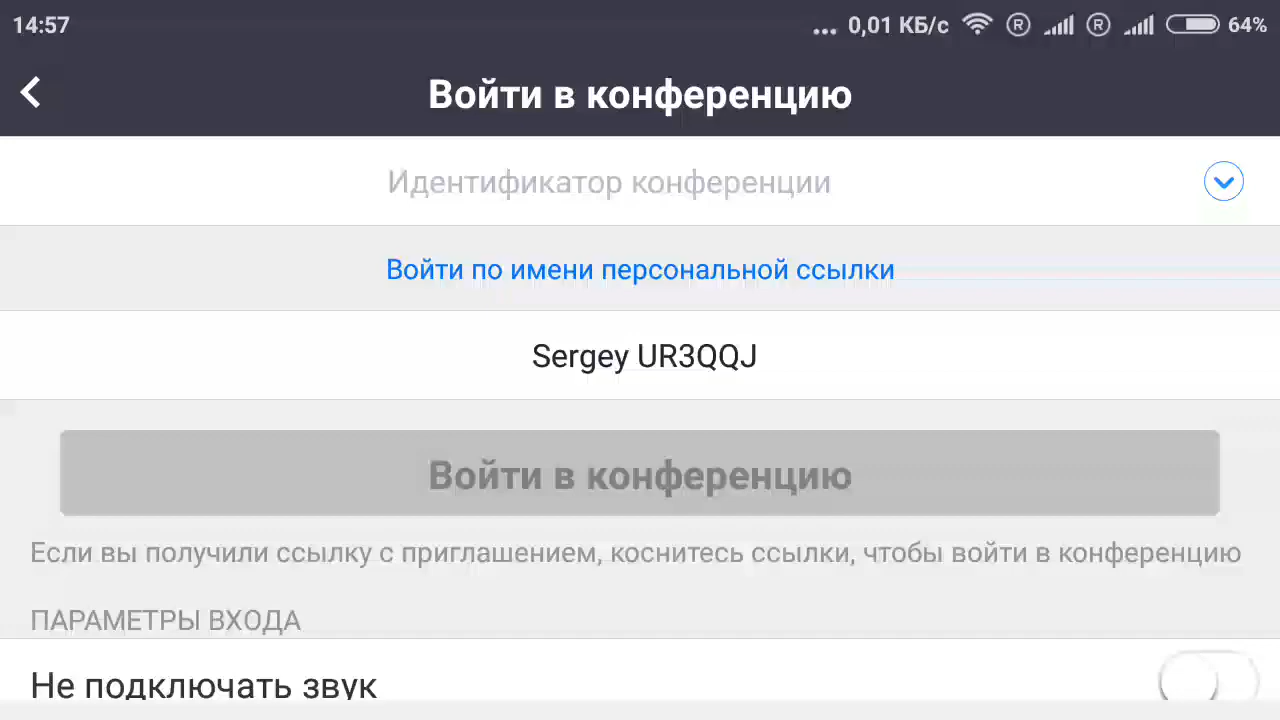 14:57
... 0,01 КБ/с R R 64%
Войти в конференцию
Идентификатор конференции
Войти по имени персональной ссылки
Sergey UR3QQJ
Войти в конференцию
Если вы получили ссылку с приглашением, коснитесь ссылки, чтобы войти в конференцию
ПАРАМЕТРЫ ВХОДА
Не подключать звук